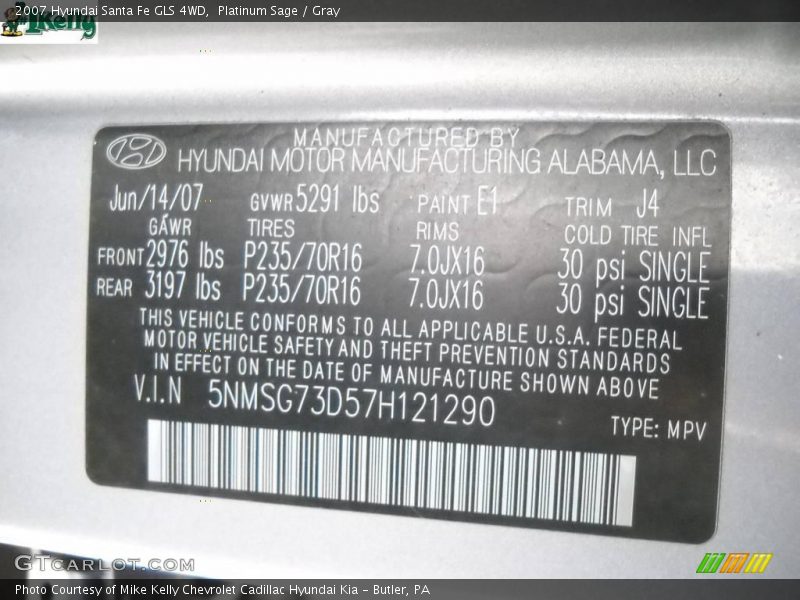 2007 Hyundai Santa Fe GLS 4WD, Platinum Sage / Gray
Kelly
MANUFACTURED BY
HYUNDAI MOTOR MANUFACTURING ALABAMA, LLC
Jun/14/07 GVWR 5291 lbs PAINT E1 TRIM J4
GAWR TIRES RIMS COLD TIRE INFL
FRONT 2976 lbs P235/70R16 7.0JX16 30 psi SINGLE
REAR 3197 lbs P235/70R16 7.0JX16 30 psi SINGLE
THIS VEHICLE CONFORMS TO ALL APPLICABLE U.S.A. FEDERAL
MOTOR VEHICLE SAFETY AND THEFT PREVENTION STANDARDS
IN EFFECT ON THE DATE OF MANUFACTURE SHOWN ABOVE
V.I.N 5NMSG73D57H121290
TYPE: MPV
GTCARLOT.COM
Photo Courtesy of Mike Kelly Chevrolet Cadillac Hyundai Kia - Butler, PA